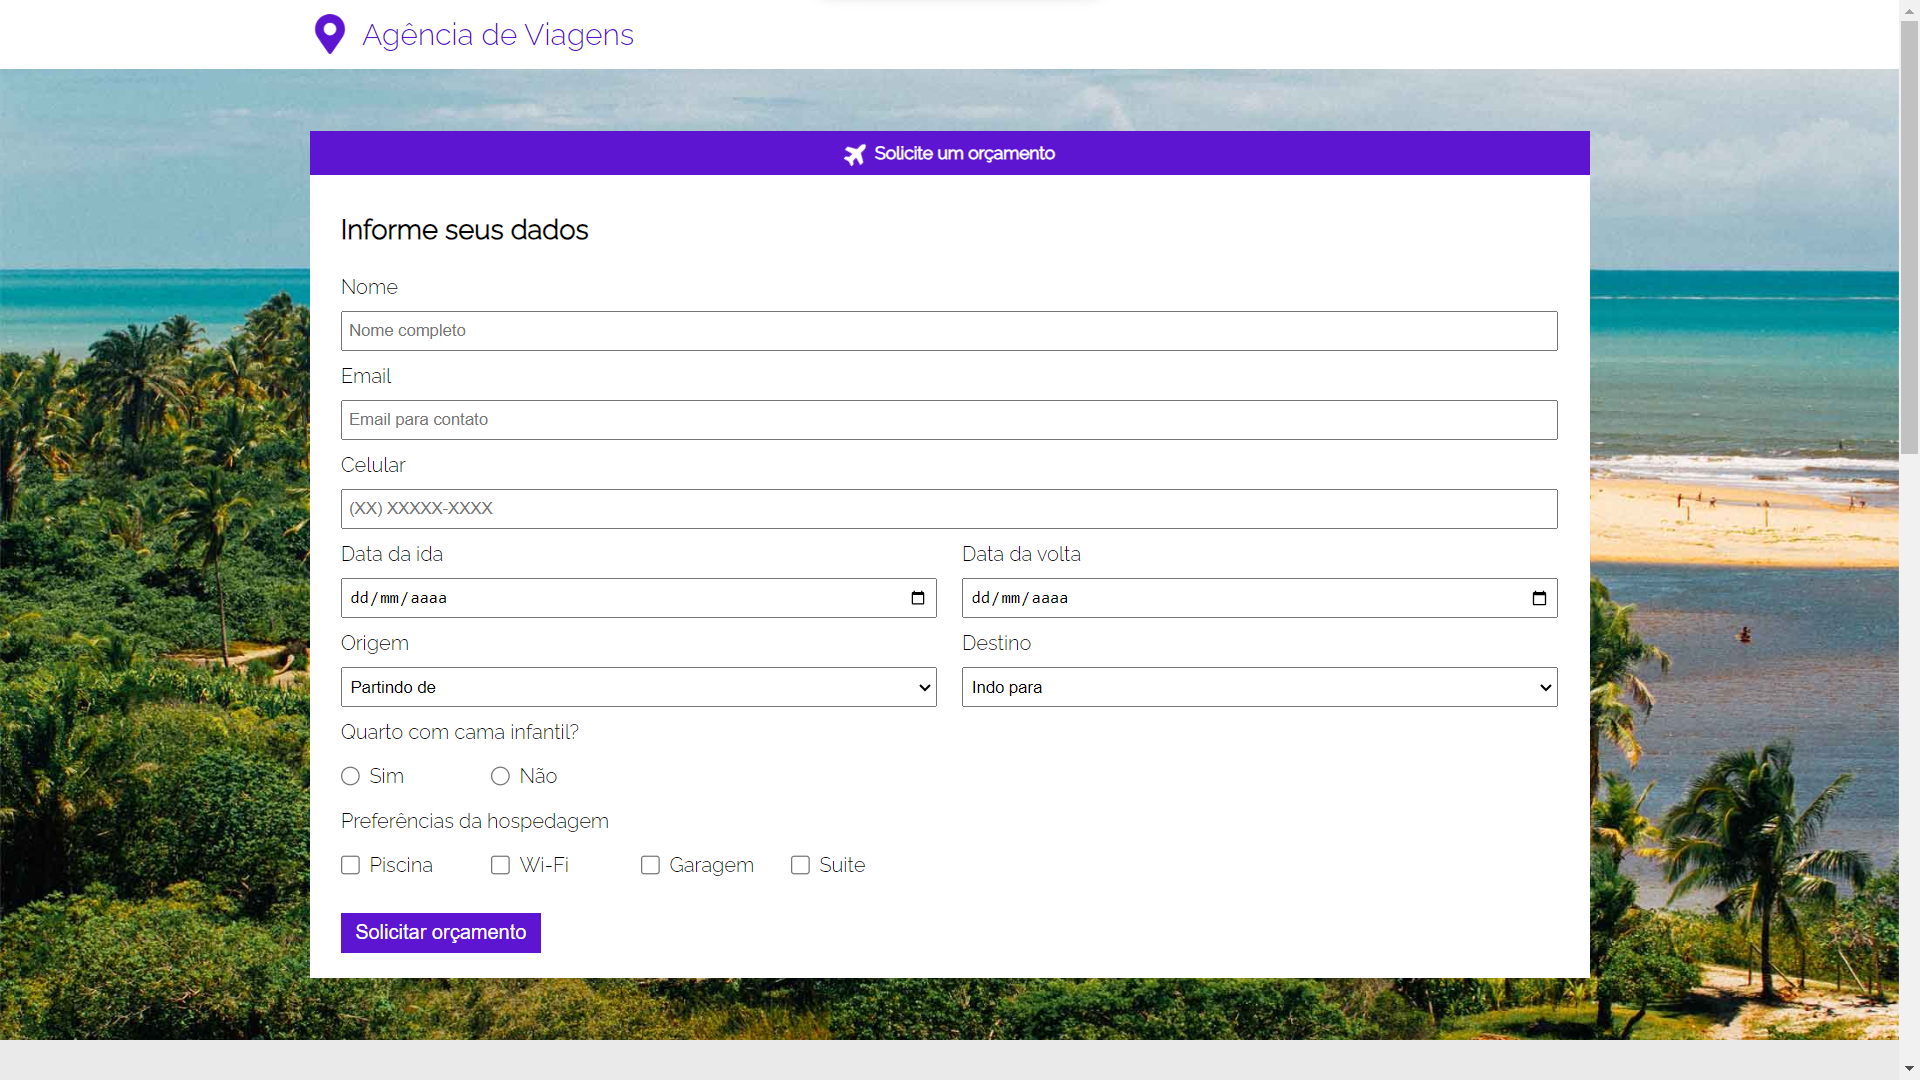 Agência de Viagens
Solicite um orçamento
Informe seus dados
Nome
Nome completo
Email
Email para contato
Celular
(XX) XXXXX-XXXX
Data da ida Data da volta
dd/mm/aaaa dd/mm/aaaa
Origem Destino
Partindo de Indo para
Quarto com cama infantil?
Sim Não
Preferências da hospedagem
Piscina Wi-Fi Garagem Suite
Solicitar orçamento